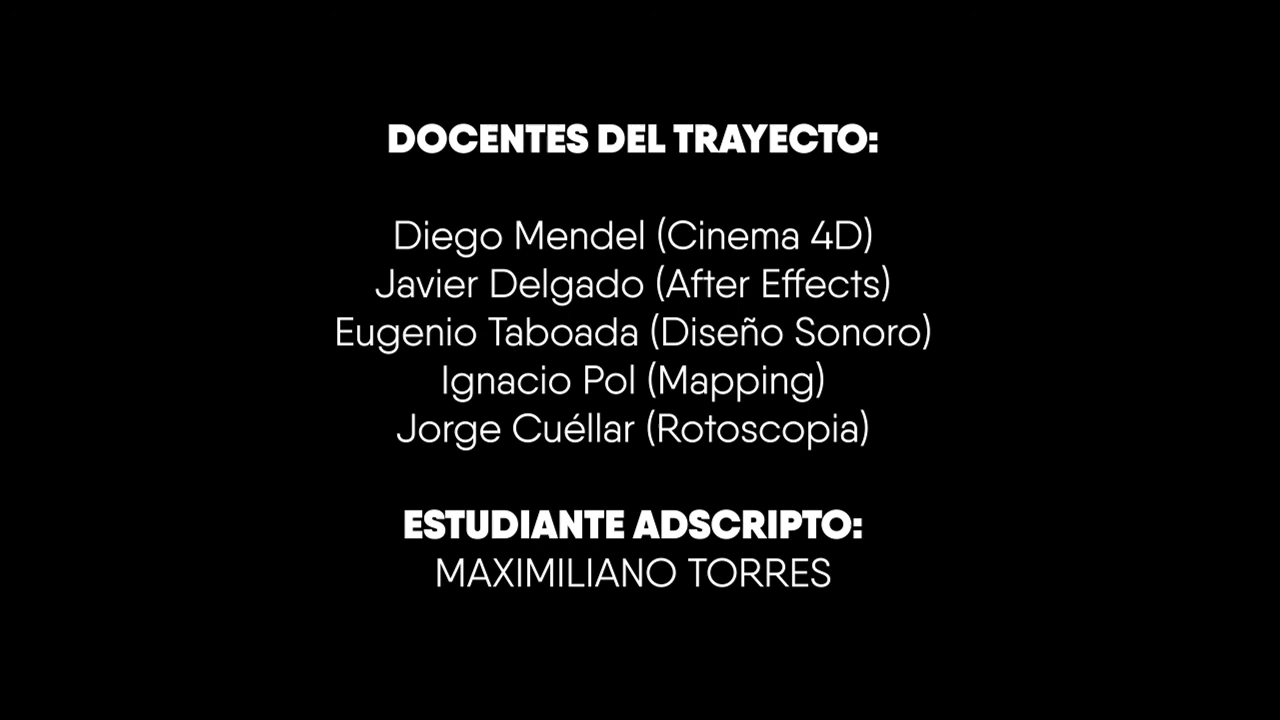 DOCENTES DEL TRAYECTO:
Diego Mendel (Cinema 4D)
Javier Delgado (After Effects)
Eugenio Taboada (Diseño Sonoro)
Ignacio Pol (Mapping)
Jorge Cuéllar (Rotoscopia)
ESTUDIANTE ADSCRIPTO:
MAXIMILIANO TORRES